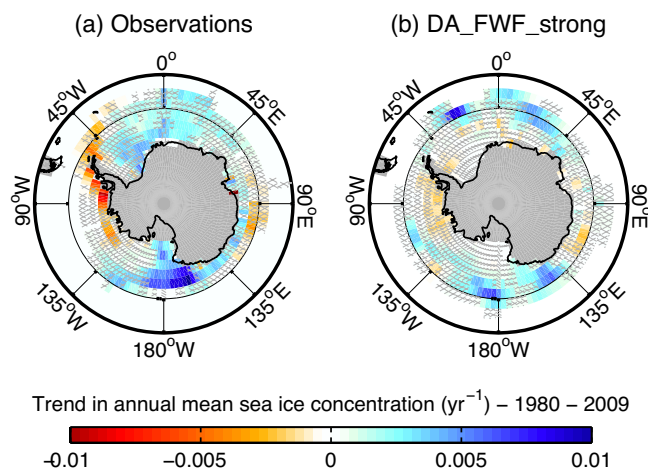 (a) Observations
(b) DA_FWF_strong
0°
45°W
45°E
90°W
90°E
135°W
135°E
180°W
0°
45°W
45°E
90°W
90°E
135°W
135°E
180°W
Trend in annual mean sea ice concentration (yr⁻¹) – 1980 – 2009
−0.01
−0.005
0
0.005
0.01